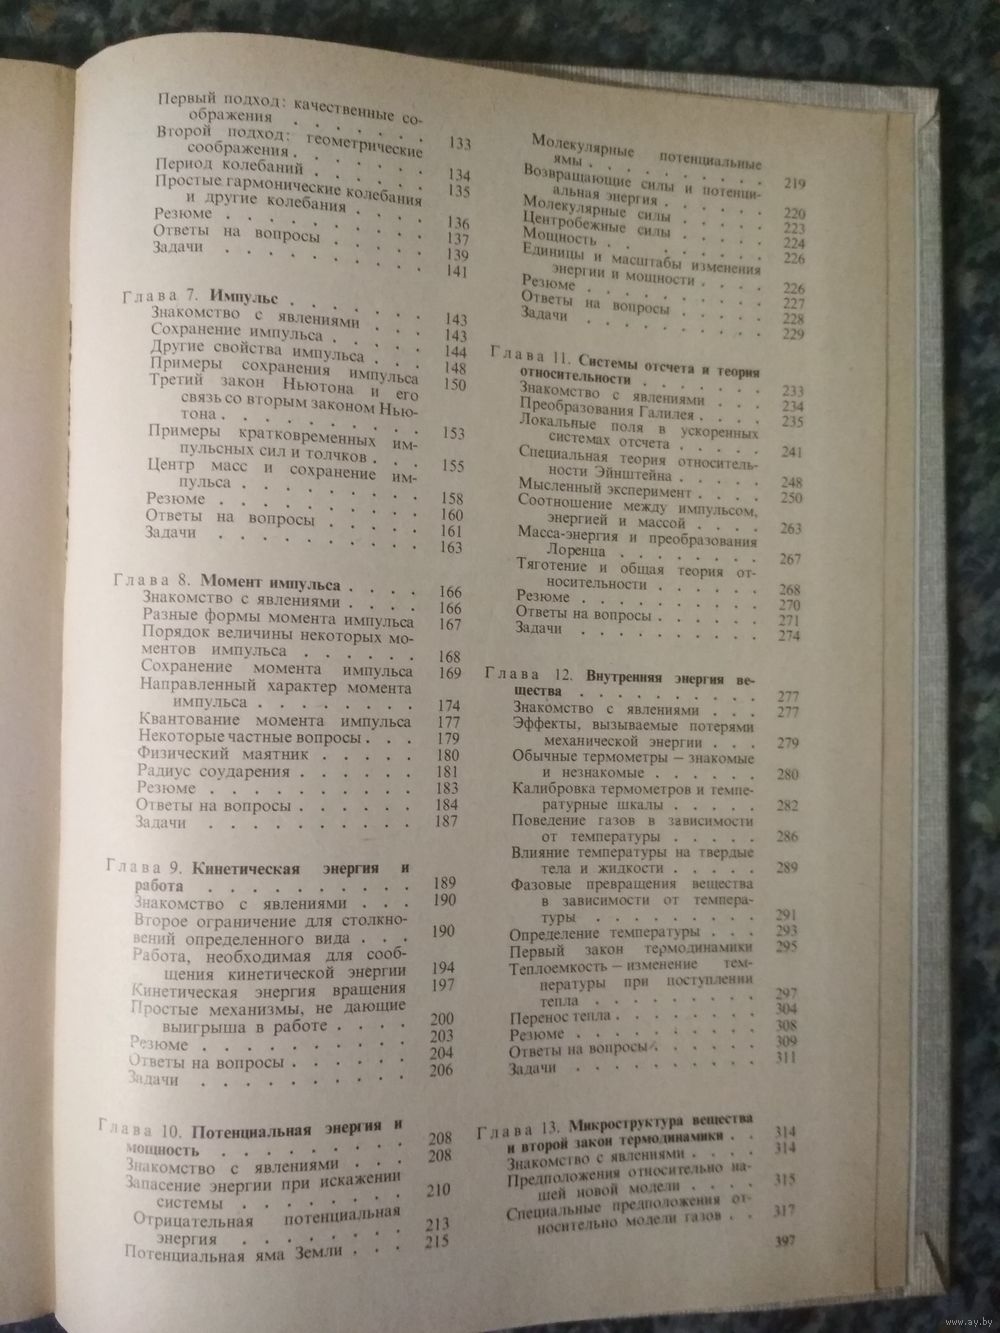 Первый подход: качественные со-
ображения . . . . . . 133
Второй подход: геометрические
соображения . . . . . . 134
Период колебаний . . . . . . 135
Простые гармонические колебания
и другие колебания . . . . 136
Резюме . . . . . . . . . 137
Ответы на вопросы . . . . . 139
Задачи . . . . . . . . . 141
Глава 7. Импульс . . . . . . 143
Знакомство с явлениями . . . 143
Сохранение импульса . . . . 144
Другие свойства импульса . . . 148
Примеры сохранения импульса 150
Третий закон Ньютона и его
связь со вторым законом Нью-
тона . . . . . . . . . 153
Примеры кратковременных им-
пульсных сил и толчков . . . 155
Центр масс и сохранение им-
пульса . . . . . . . . 158
Резюме . . . . . . . . . 160
Ответы на вопросы . . . . . 161
Задачи . . . . . . . . . 163
Глава 8. Момент импульса . . . . 166
Знакомство с явлениями . . . . 166
Разные формы момента импульса 167
Порядок величины некоторых мо-
ментов импульса . . . . . . 168
Сохранение момента импульса 169
Направленный характер момента
импульса . . . . . . . . 174
Квантование момента импульса 177
Некоторые частные вопросы . . . 179
Физический маятник . . . . . 180
Радиус соударения . . . . . . 181
Резюме . . . . . . . . . . 183
Ответы на вопросы . . . . . . 184
Задачи . . . . . . . . . . 187
Глава 9. Кинетическая энергия и
работа . . . . . . . . . . 189
Знакомство с явлениями . . . 190
Второе ограничение для столкно-
вений определенного вида . . . 190
Работа, необходимая для сооб-
щения кинетической энергии 194
Кинетическая энергия вращения 197
Простые механизмы, не дающие
выигрыша в работе . . . . 200
Резюме . . . . . . . . . . 203
Ответы на вопросы . . . . . . 204
Задачи . . . . . . . . . . 206
Глава 10. Потенциальная энергия и
мощность . . . . . . . . . 208
Знакомство с явлениями . . . 208
Запасение энергии при искажении
системы . . . . . . . . 210
Отрицательная потенциальная
энергия . . . . . . . . 213
Потенциальная яма Земли . . . 215
Молекулярные потенциальные
ямы . . . . . . . . . 219
Возвращающие силы и потенци-
альная энергия . . . . . . 220
Молекулярные силы . . . . . 223
Центробежные силы . . . . . 224
Мощность . . . . . . . . 226
Единицы и масштабы изменения
энергии и мощности . . . . 226
Резюме . . . . . . . . . 227
Ответы на вопросы . . . . . 228
Задачи . . . . . . . . . 229
Глава 11. Системы отсчета и теория
относительности . . . . . . . 233
Знакомство с явлениями . . . 234
Преобразования Галилея . . . . 235
Локальные поля в ускоренных
системах отсчета . . . . . 241
Специальная теория относитель-
ности Эйнштейна . . . . . 248
Мысленный эксперимент . . . . 250
Соотношение между импульсом,
энергией и массой . . . . 263
Масса-энергия и преобразования
Лоренца . . . . . . . . 267
Тяготение и общая теория от-
носительности . . . . . . 268
Резюме . . . . . . . . . 270
Ответы на вопросы . . . . . . 271
Задачи . . . . . . . . . 274
Глава 12. Внутренняя энергия ве-
щества . . . . . . . . . . 277
Знакомство с явлениями . . . 277
Эффекты, вызываемые потерями
механической энергии . . . 279
Обычные термометры — знакомые
и незнакомые . . . . . . 280
Калибровка термометров и темпе-
ратурные шкалы . . . . . 282
Поведение газов в зависимости
от температуры . . . . . 286
Влияние температуры на твердые
тела и жидкости . . . . . 289
Фазовые превращения вещества
в зависимости от темпера-
туры . . . . . . . . . 291
Определение температуры . . . 293
Первый закон термодинамики 295
Теплоемкость — изменение тем-
пературы при поступлении
тепла . . . . . . . . . 297
Перенос тепла . . . . . . . . 304
Резюме . . . . . . . . . 308
Ответы на вопросы . . . . . . 309
Задачи . . . . . . . . . 311
Глава 13. Микроструктура вещества
и второй закон термодинамики . . 314
Знакомство с явлениями . . . . 314
Предположения относительно на-
шей новой модели . . . . 315
Специальные предположения от-
носительно модели газов . . 317
397
www.ay.by